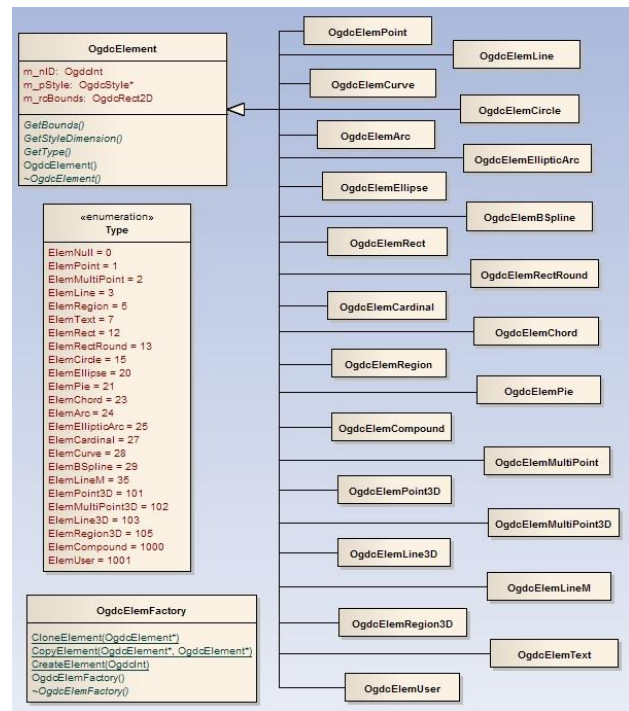 OgdcElement
m_nID: OgdcInt
m_pStyle: OgdcStyle*
m_rcBounds: OgdcRect2D
GetBounds()
GetStyleDimension()
GetType()
OgdcElement()
~OgdcElement()
«enumeration»
Type
ElemNull = 0
ElemPoint = 1
ElemMultiPoint = 2
ElemLine = 3
ElemRegion = 5
ElemText = 7
ElemRect = 12
ElemRectRound = 13
ElemCircle = 15
ElemEllipse = 20
ElemPie = 21
ElemChord = 23
ElemArc = 24
ElemEllipticArc = 25
ElemCardinal = 27
ElemCurve = 28
ElemBSpline = 29
ElemLineM = 35
ElemPoint3D = 101
ElemMultiPoint3D = 102
ElemLine3D = 103
ElemRegion3D = 105
ElemCompound = 1000
ElemUser = 1001
OgdcElemFactory
CloneElement(OgdcElement*)
CopyElement(OgdcElement*, OgdcElement*)
CreateElement(OgdcInt)
OgdcElemFactory()
~OgdcElemFactory()
OgdcElemPoint
OgdcElemLine
OgdcElemCurve
OgdcElemCircle
OgdcElemArc
OgdcElemEllipticArc
OgdcElemEllipse
OgdcElemBSpline
OgdcElemRect
OgdcElemRectRound
OgdcElemCardinal
OgdcElemChord
OgdcElemRegion
OgdcElemPie
OgdcElemCompound
OgdcElemMultiPoint
OgdcElemPoint3D
OgdcElemMultiPoint3D
OgdcElemLine3D
OgdcElemLineM
OgdcElemRegion3D
OgdcElemText
OgdcElemUser